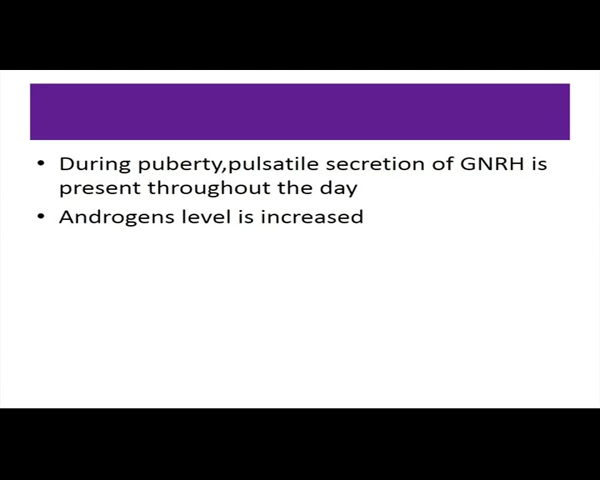 • During puberty,pulsatile secretion of GNRH is
present throughout the day
• Androgens level is increased